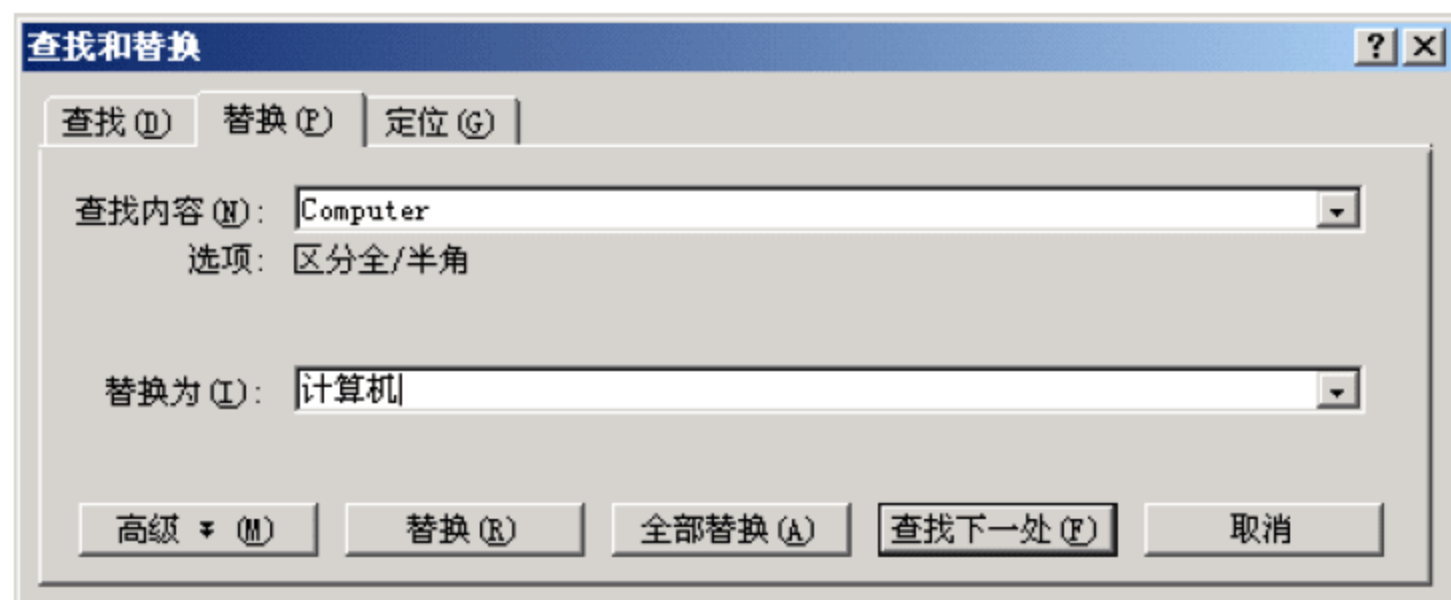 查找和替换
查找(D) 替换(P) 定位(G)
查找内容(N): Computer
选项: 区分全/半角
替换为(I): 计算机
高级 (M) 替换(R) 全部替换(A) 查找下一处(F) 取消